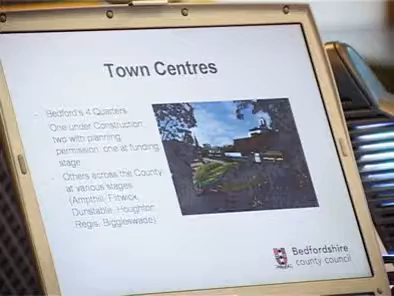 Town Centres
- Bedford's 4 Quarters
One under Construction
two with planning
permission, one at funding
stage
- Others across the County
at various stages
(Ampthill, Flitwick,
Dunstable, Houghton
Regis, Biggleswade)
Bedfordshire
county council